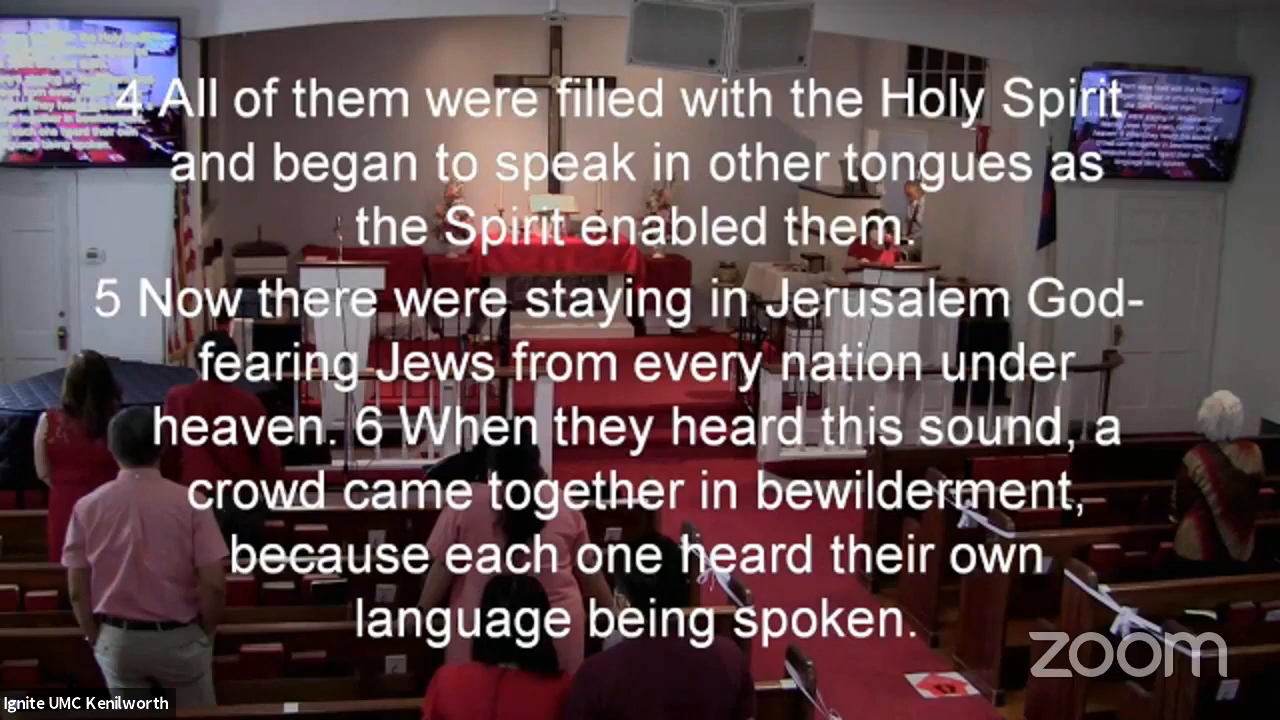 4 All of them were filled with the Holy Spirit
and began to speak in other tongues as
the Spirit enabled them.
5 Now there were staying in Jerusalem God-
fearing Jews from every nation under
heaven. 6 When they heard this sound, a
crowd came together in bewilderment,
because each one heard their own
language being spoken.
zoom
Ignite UMC Kenilworth